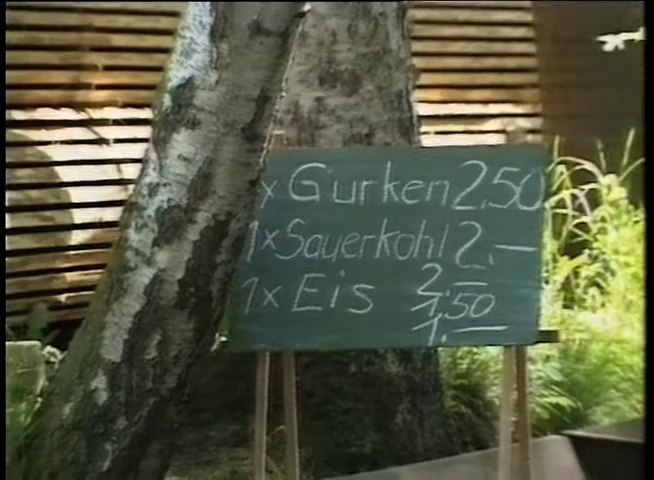 x Gurken 2.50
1x Sauerkohl 2.—
1x Eis 2.—
1,50
1.—